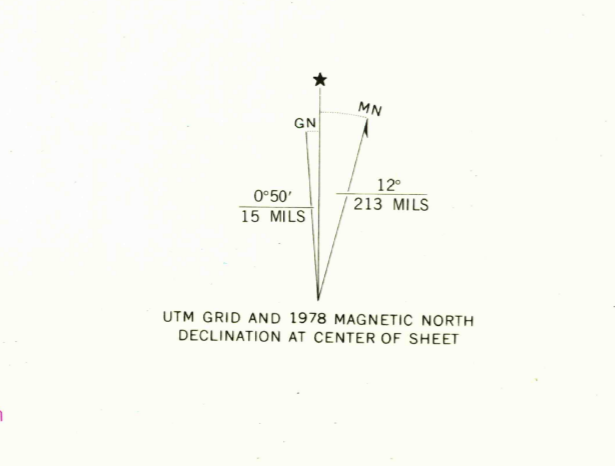 ★
MN
GN
0°50'
15 MILS
12°
213 MILS
UTM GRID AND 1978 MAGNETIC NORTH
DECLINATION AT CENTER OF SHEET